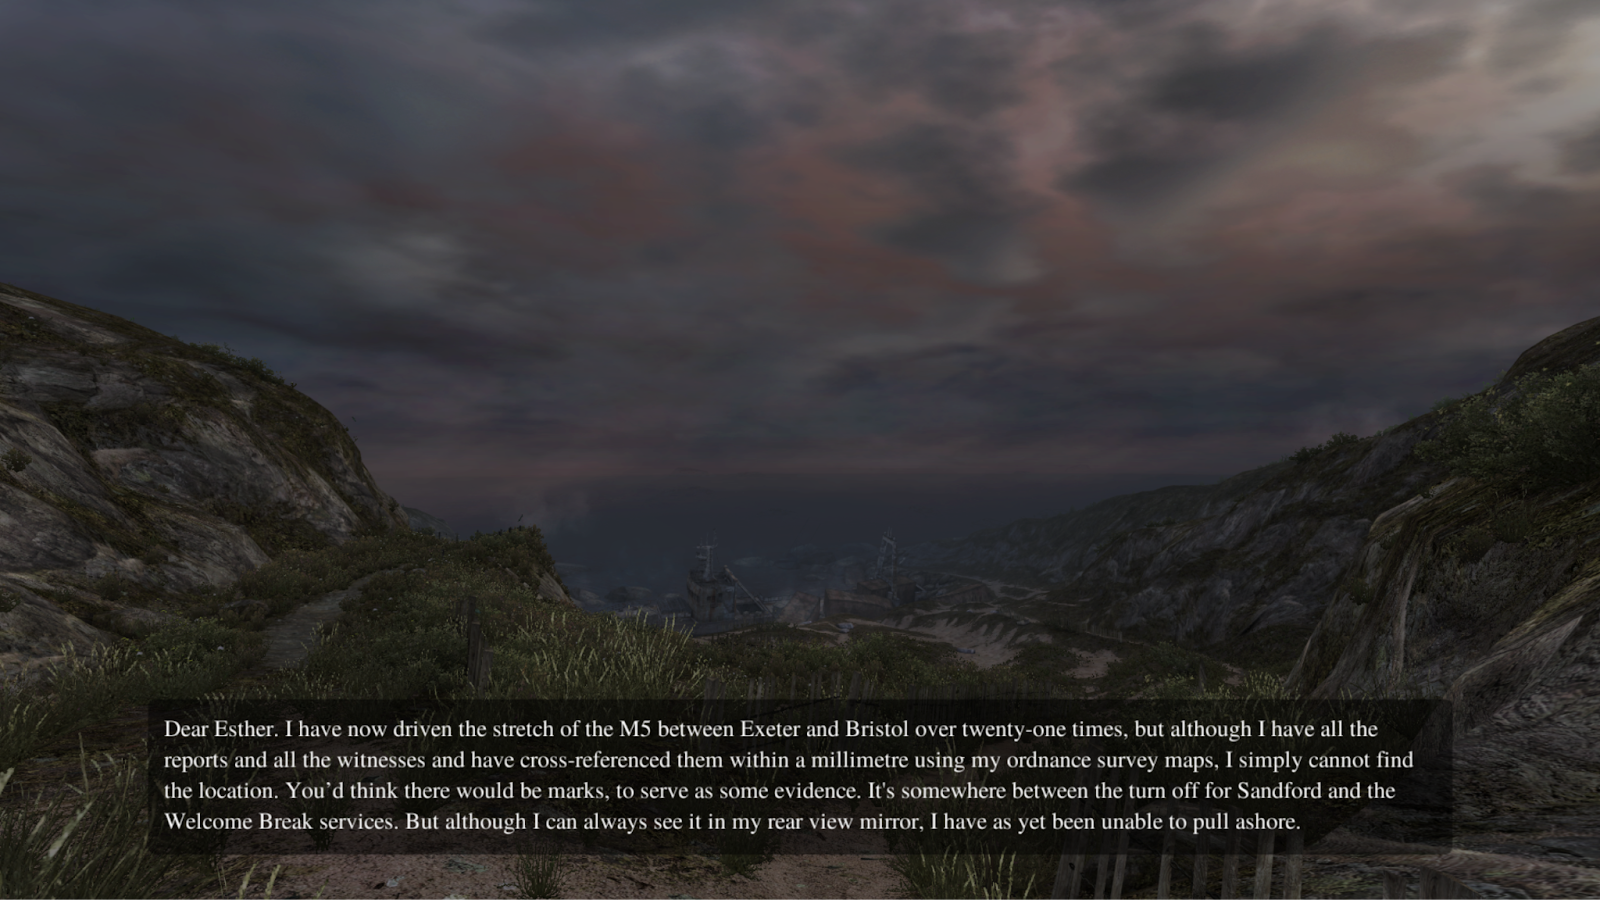 Dear Esther. I have now driven the stretch of the M5 between Exeter and Bristol over twenty-one times, but although I have all the
reports and all the witnesses and have cross-referenced them within a millimetre using my ordnance survey maps, I simply cannot find
the location. You’d think there would be marks, to serve as some evidence. It's somewhere between the turn off for Sandford and the
Welcome Break services. But although I can always see it in my rear view mirror, I have as yet been unable to pull ashore.